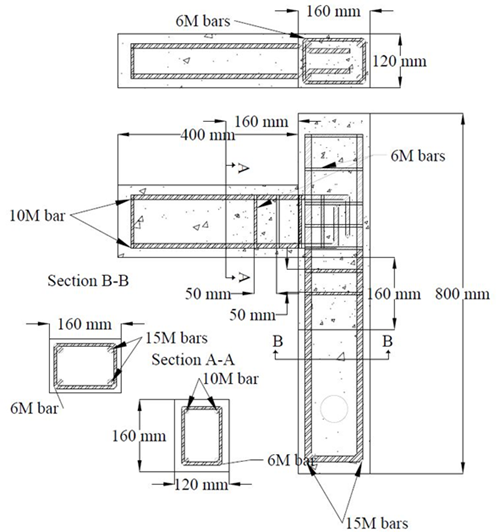 6M bars
160 mm
120 mm
160 mm
400 mm
6M bars
A
10M bar
A
Section B-B
50 mm
160 mm
800 mm
50 mm
160 mm
15M bars
B
B
Section A-A
10M bar
6M bar
160 mm
6M bar
120 mm
15M bars